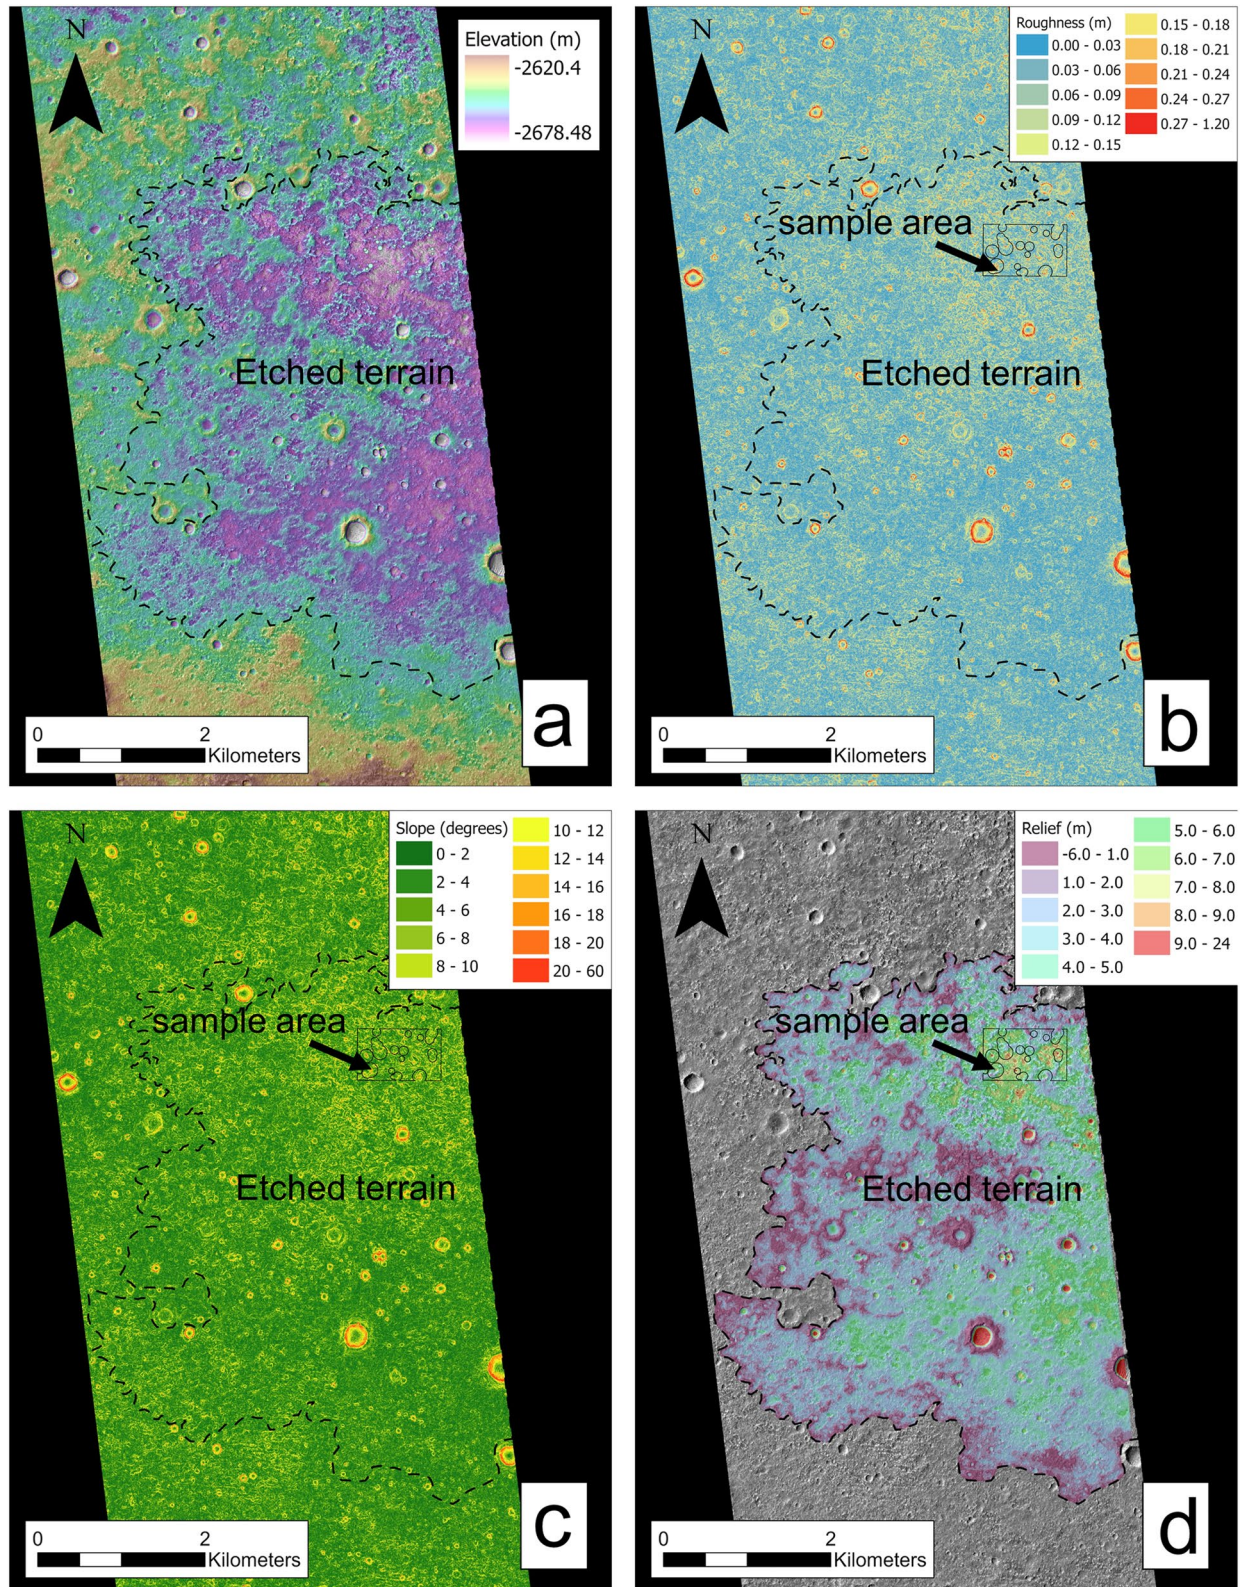 N
Elevation (m)
-2620.4
-2678.48
Etched terrain
0 2
Kilometers
a
N
Roughness (m)
0.00 - 0.03
0.03 - 0.06
0.06 - 0.09
0.09 - 0.12
0.12 - 0.15
0.15 - 0.18
0.18 - 0.21
0.21 - 0.24
0.24 - 0.27
0.27 - 1.20
sample area
Etched terrain
0 2
Kilometers
b
N
Slope (degrees)
0 - 2
2 - 4
4 - 6
6 - 8
8 - 10
10 - 12
12 - 14
14 - 16
16 - 18
18 - 20
20 - 60
sample area
Etched terrain
0 2
Kilometers
c
N
Relief (m)
-6.0 - 1.0
1.0 - 2.0
2.0 - 3.0
3.0 - 4.0
4.0 - 5.0
5.0 - 6.0
6.0 - 7.0
7.0 - 8.0
8.0 - 9.0
9.0 - 24
sample area
Etched terrain
0 2
Kilometers
d